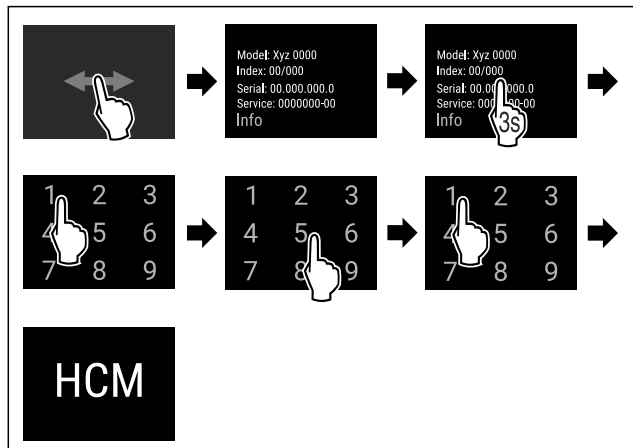 Model: Xyz 0000
Index: 00/000
Serial: 00.000.000.0
Service: 0000000-00
Info
Model: Xyz 0000
Index: 00/000
Serial: 00.000.000.0
Service:
Info
3s
1 2 3
4 5 6
7 8 9
1 2 3
4 5 6
7 8 9
1 2 3
4 5 6
7 8 9
HCM